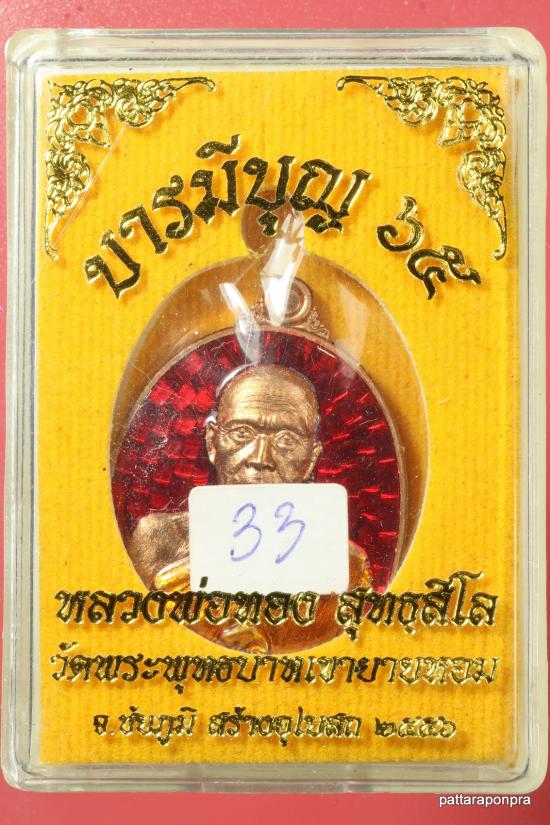 บารมีบุญ ๖๕
33
หลวงพ่อทอง สุทธสีโล
วัดพระพุทธบาทเขายายหอม
จ.ชัยภูมิ สร้างอุโบสถ ๒๕๕๖
pattaraponpra